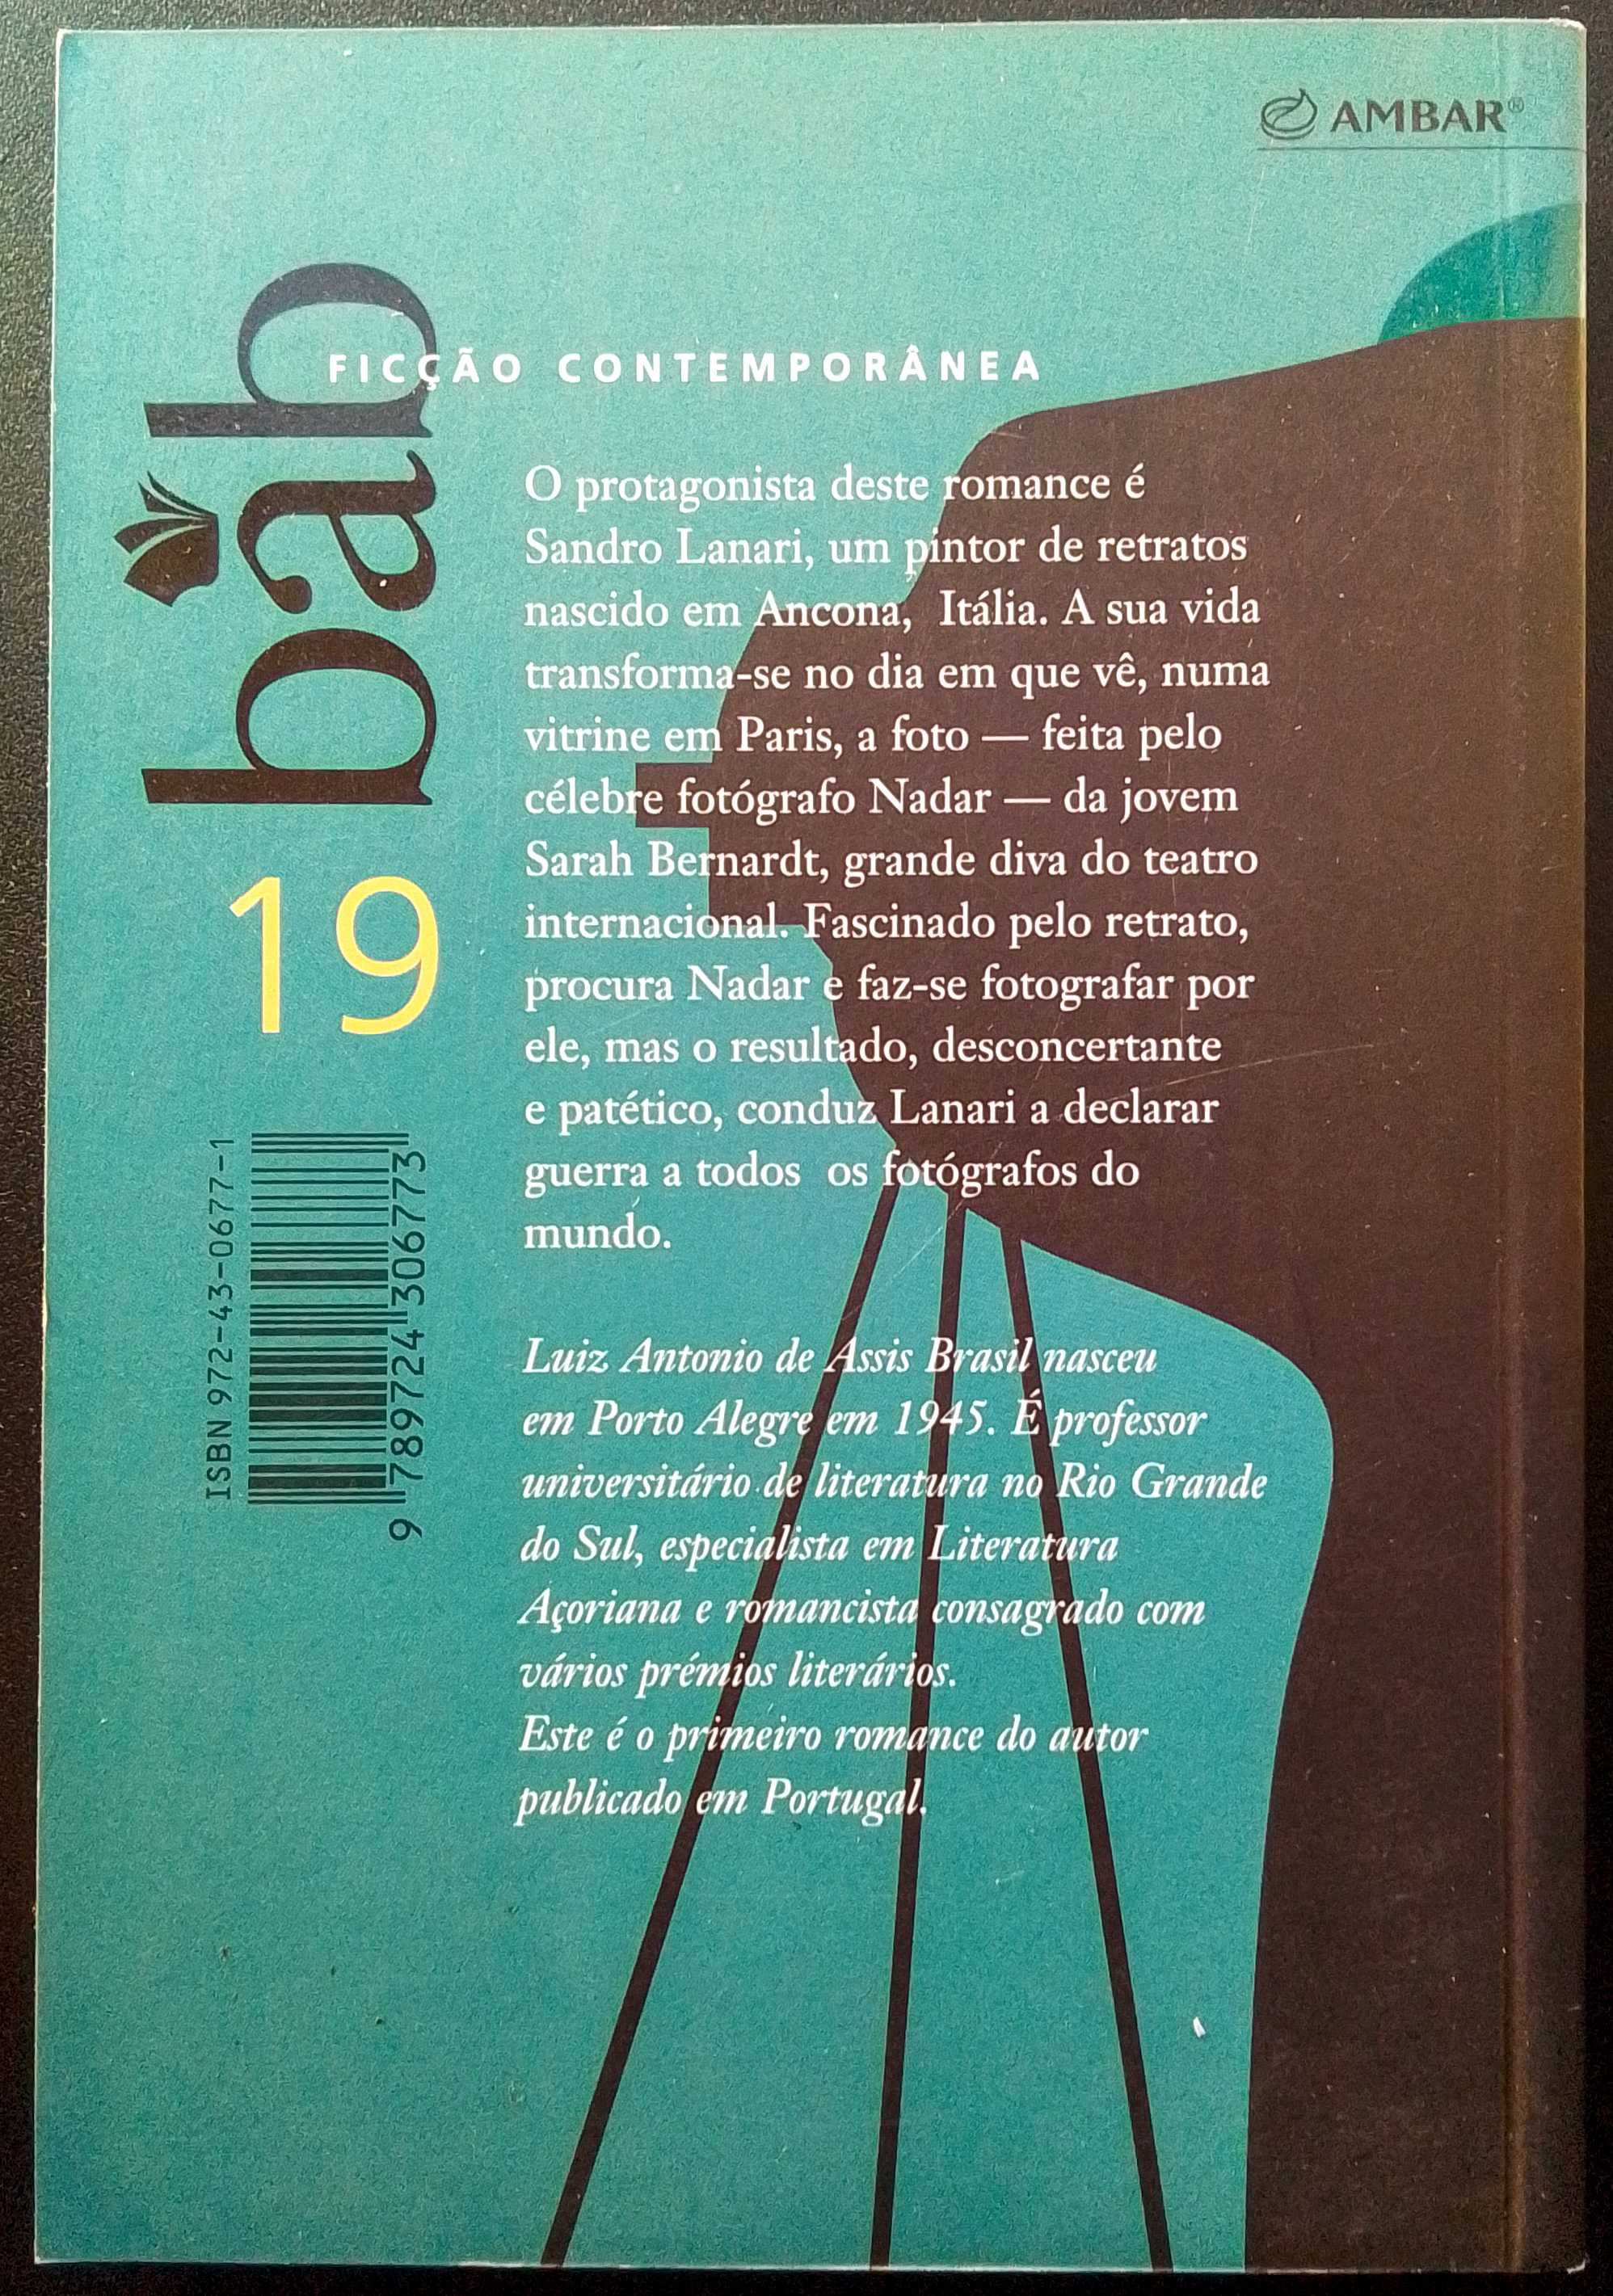 AMBAR®
bab
FICÇÃO CONTEMPORÂNEA
19
ISBN 972-43-0677-1
9 789724 306773
O protagonista deste romance é
Sandro Lanari, um pintor de retratos
nascido em Ancona, Itália. A sua vida
transforma-se no dia em que vê, numa
vitrine em Paris, a foto — feita pelo
célebre fotógrafo Nadar — da jovem
Sarah Bernardt, grande diva do teatro
internacional. Fascinado pelo retrato,
procura Nadar e faz-se fotografar por
ele, mas o resultado, desconcertante
e patético, conduz Lanari a declarar
guerra a todos os fotógrafos do
mundo.
Luiz Antonio de Assis Brasil nasceu
em Porto Alegre em 1945. É professor
universitário de literatura no Rio Grande
do Sul, especialista em Literatura
Açoriana e romancista consagrado com
vários prémios literários.
Este é o primeiro romance do autor
publicado em Portugal.